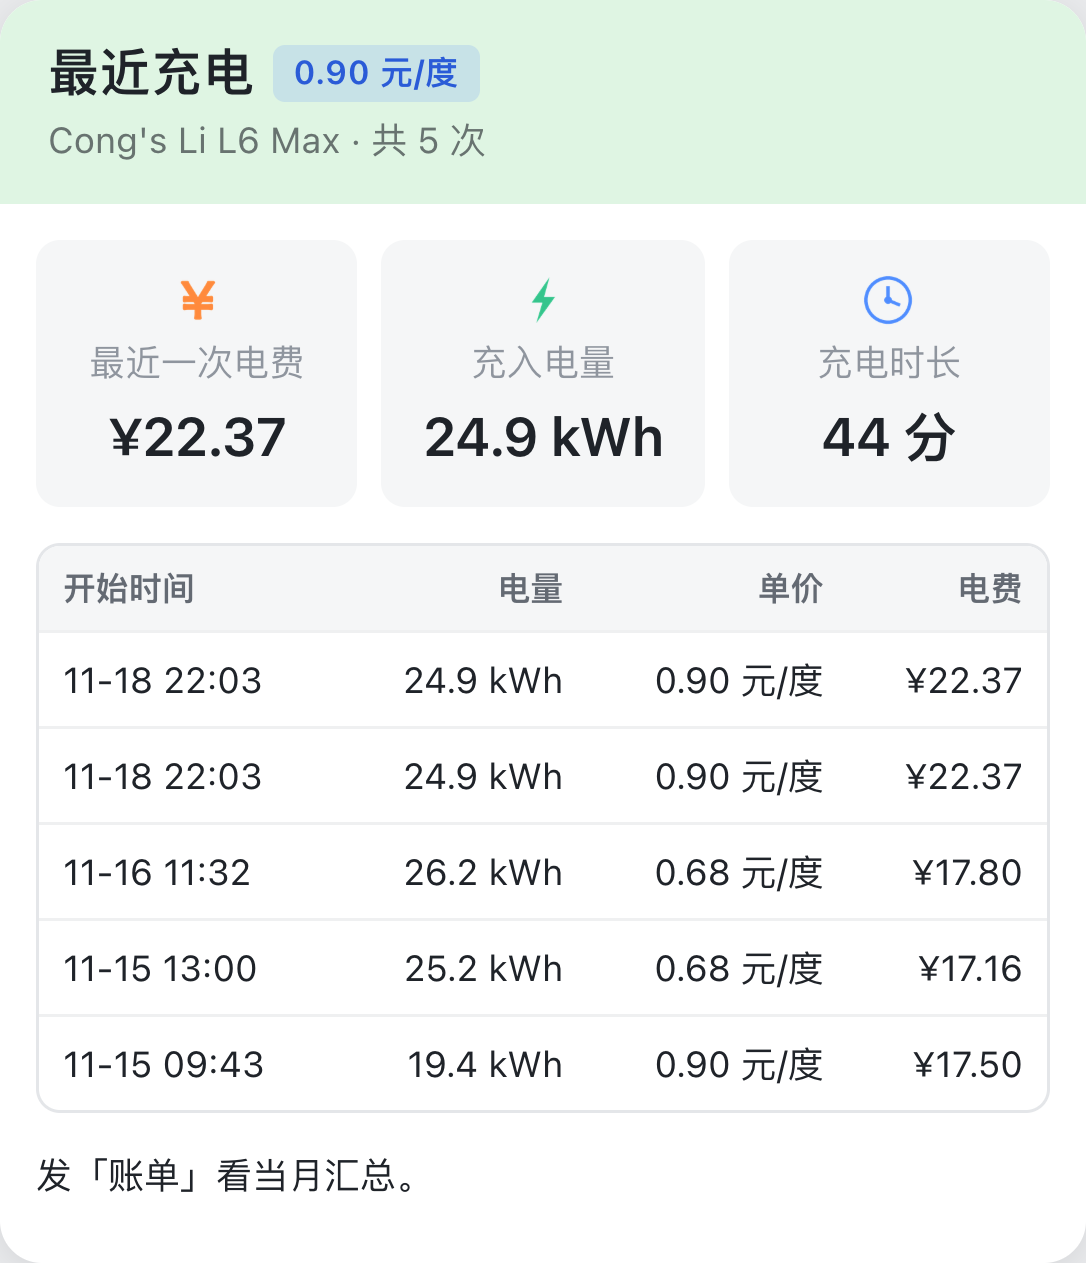 最近充电 0.90 元/度
Cong's Li L6 Max · 共 5 次
¥
最近一次电费 充入电量 充电时长
¥22.37 24.9 kWh 44 分
开始时间 电量 单价 电费
11-18 22:03 24.9 kWh 0.90 元/度 ¥22.37
11-18 22:03 24.9 kWh 0.90 元/度 ¥22.37
11-16 11:32 26.2 kWh 0.68 元/度 ¥17.80
11-15 13:00 25.2 kWh 0.68 元/度 ¥17.16
11-15 09:43 19.4 kWh 0.90 元/度 ¥17.50
发「账单」看当月汇总。